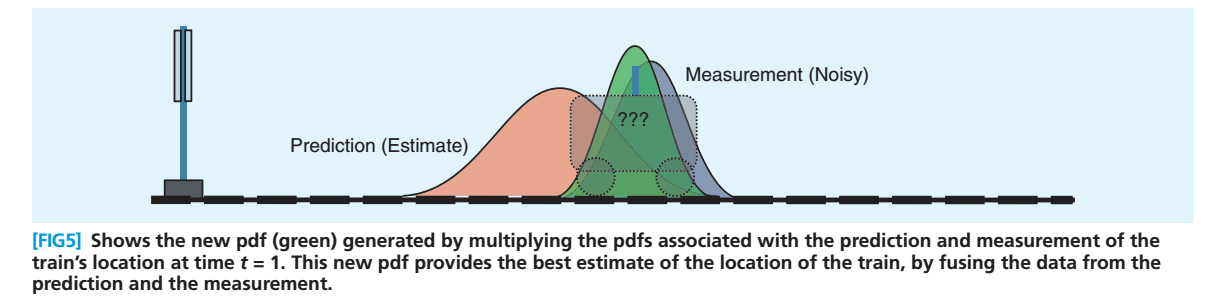 Measurement (Noisy)
???
Prediction (Estimate)
[FIG5] Shows the new pdf (green) generated by multiplying the pdfs associated with the prediction and measurement of the
train’s location at time t = 1. This new pdf provides the best estimate of the location of the train, by fusing the data from the
prediction and the measurement.